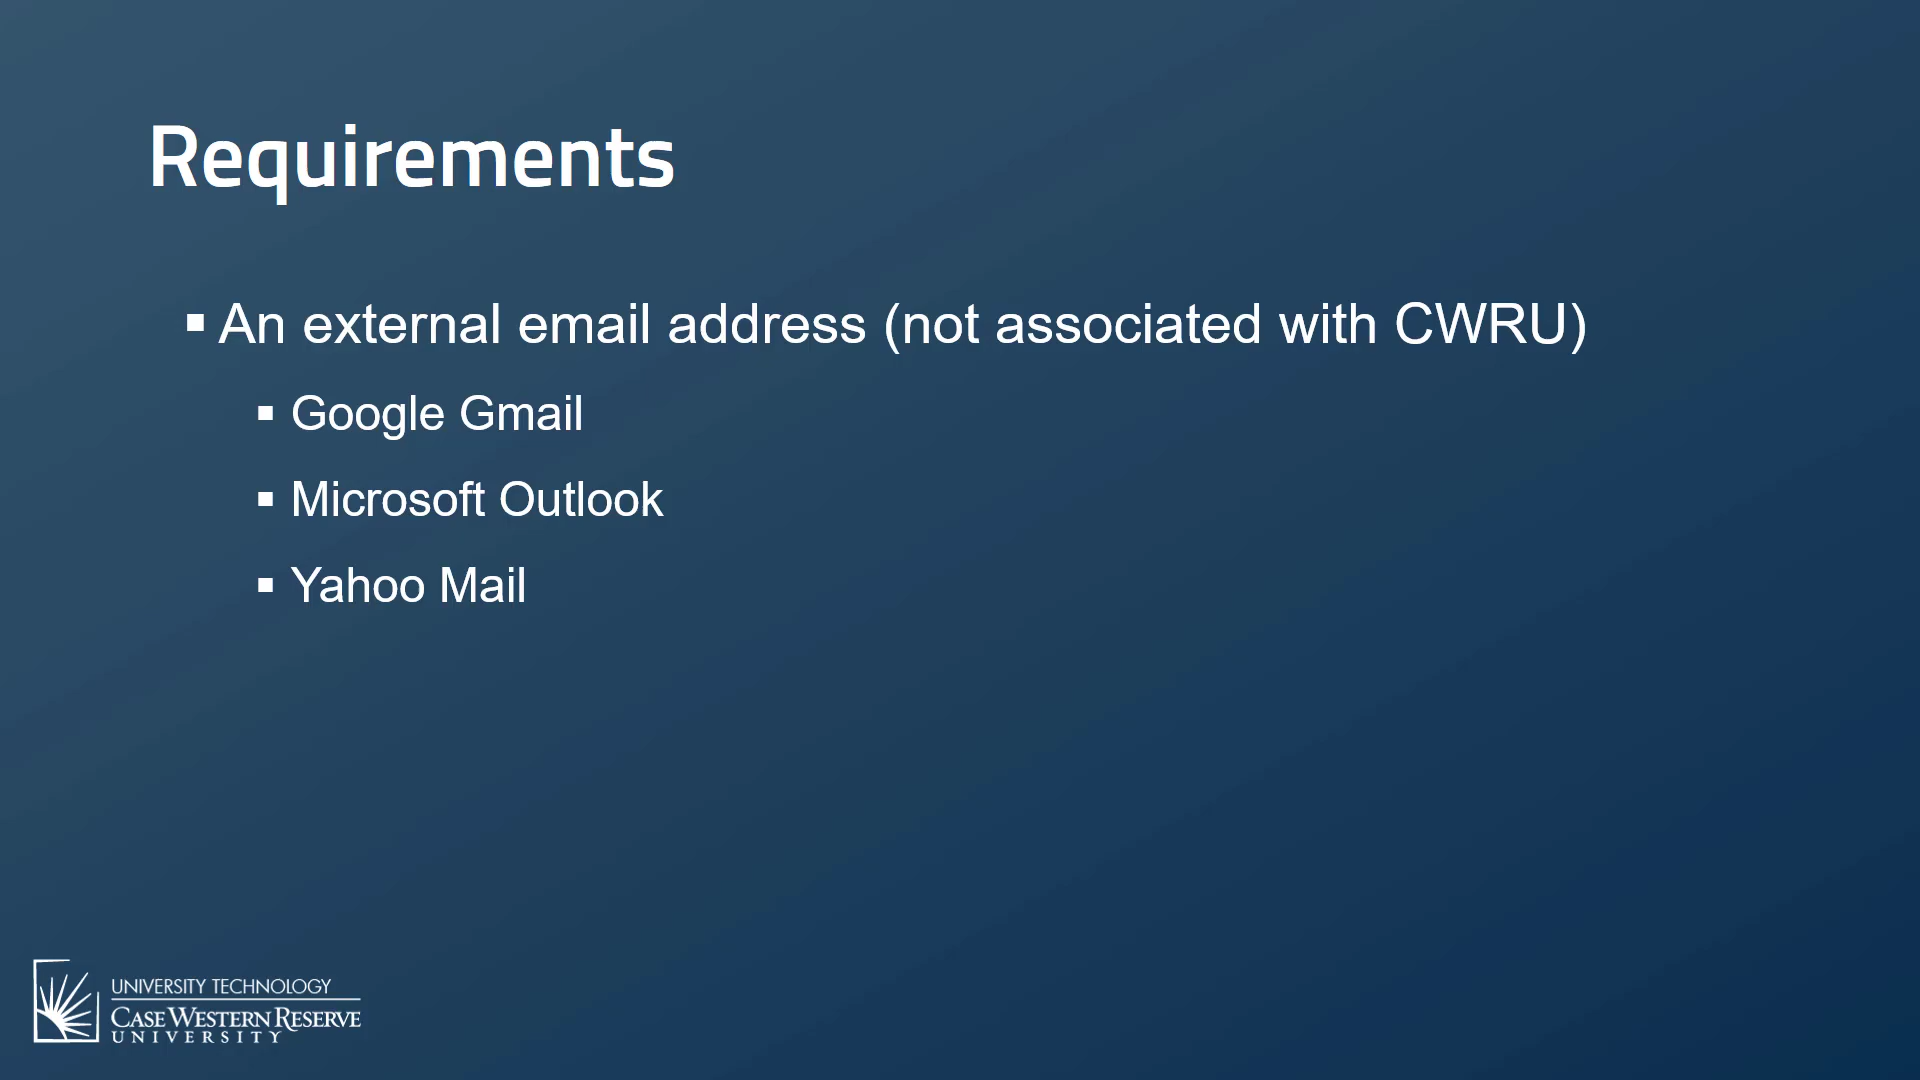 Requirements
▪ An external email address (not associated with CWRU)
▪ Google Gmail
▪ Microsoft Outlook
▪ Yahoo Mail
UNIVERSITY TECHNOLOGY
CASE WESTERN RESERVE
UNIVERSITY